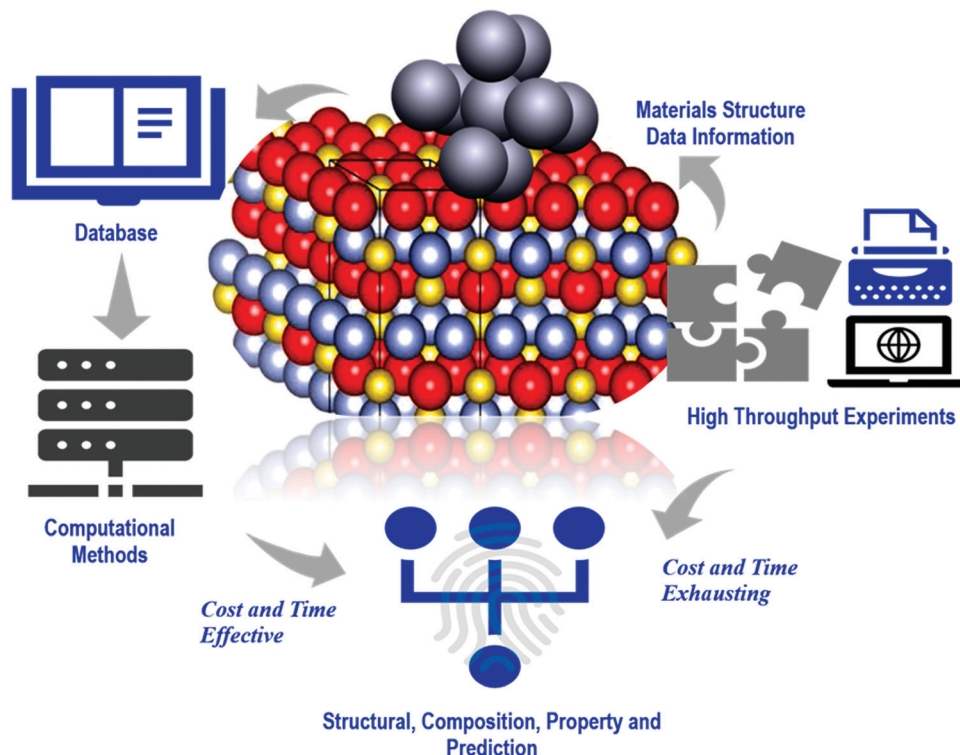 Materials Structure
Data Information
Database
High Throughput Experiments
Computational
Methods
Cost and Time
Effective
Cost and Time
Exhausting
Structural, Composition, Property and
Prediction